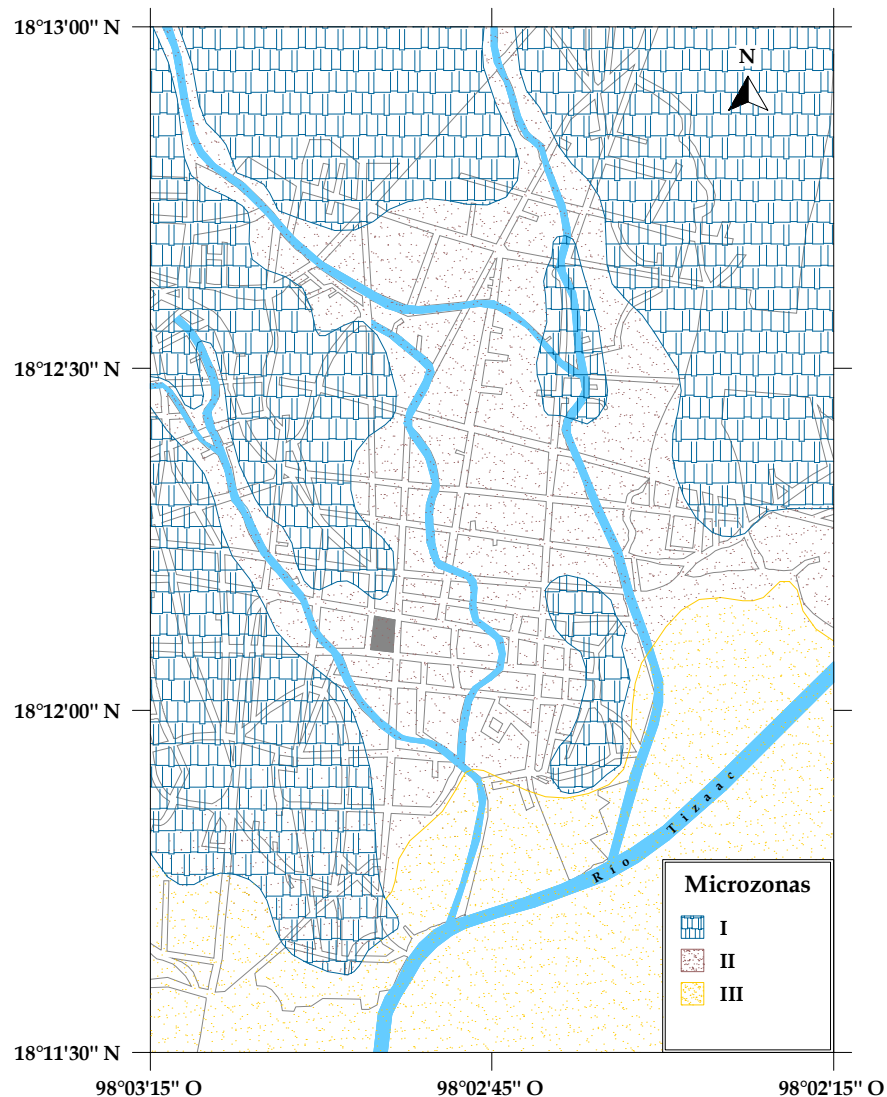 18°13'00'' N
N
18°12'30'' N
18°12'00'' N
Río Tizaac
Microzonas
I
II
III
18°11'30'' N
98°03'15'' O
98°02'45'' O
98°02'15'' O